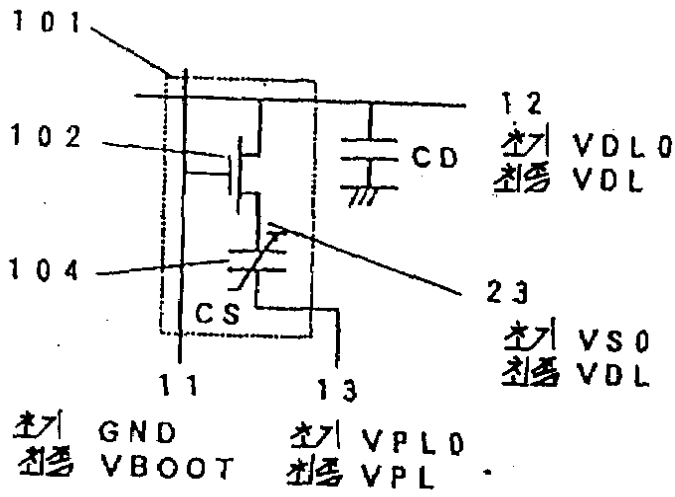 101
102
104
CS
CD
12
초기 VDL0
최종 VDL
23
초기 VS0
최종 VDL
11
초기 GND
최종 VBOOT
13
초기 VPL0
최종 VPL